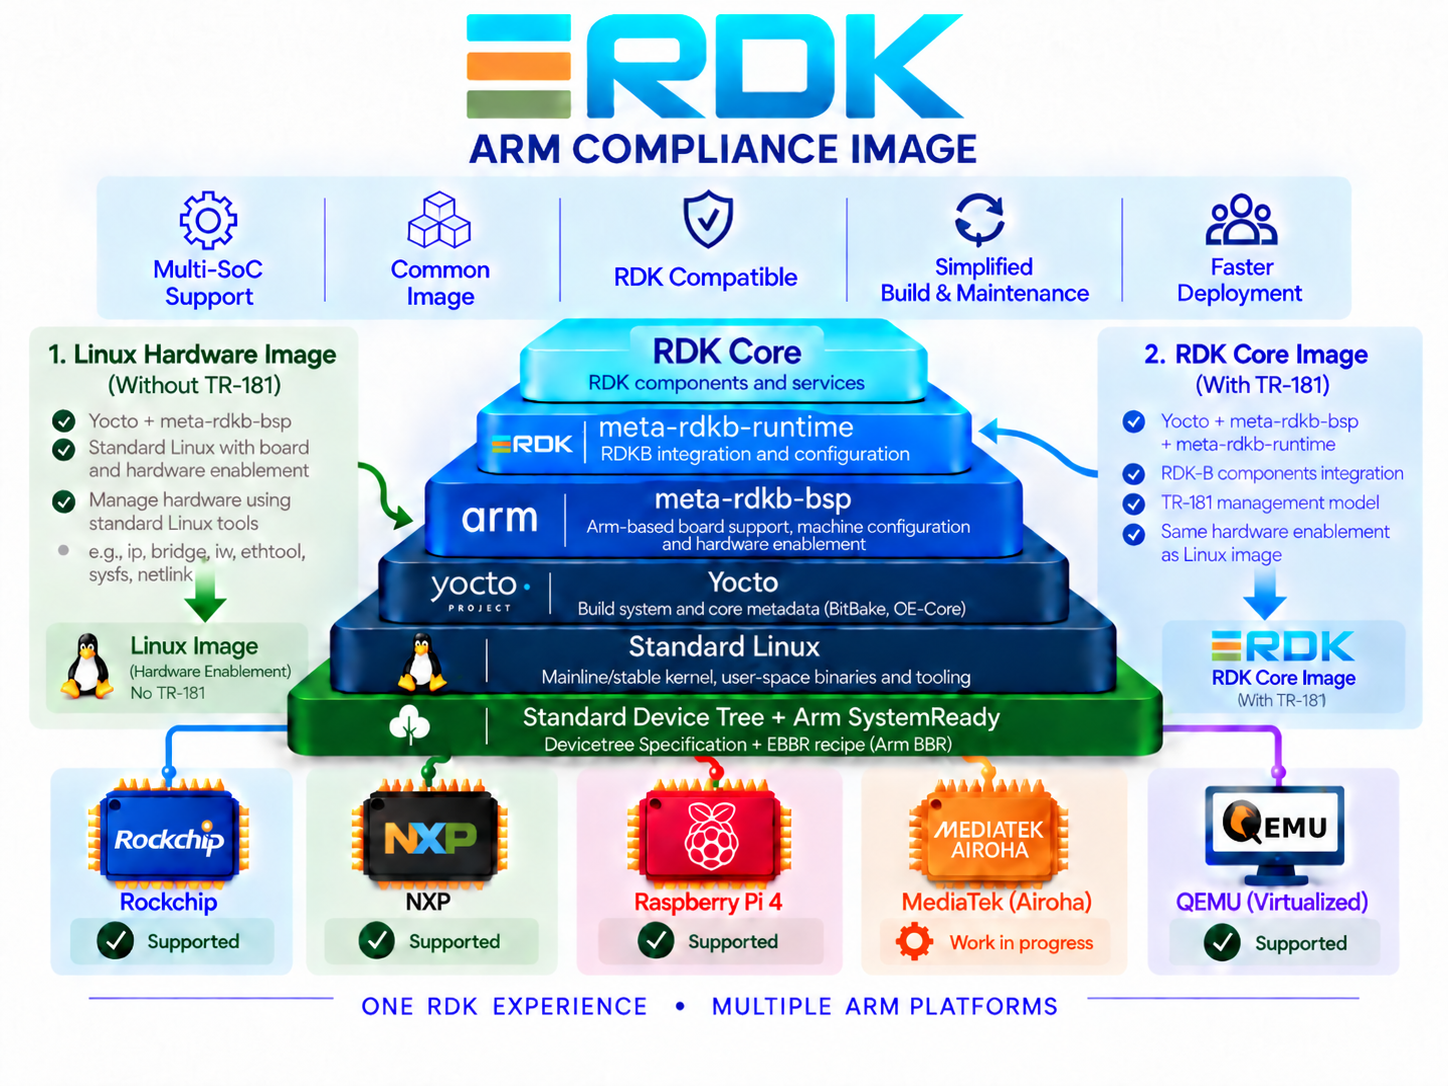 RDK
ARM COMPLIANCE IMAGE
Multi-SoC
Support
Common
Image
RDK Compatible
Simplified
Build & Maintenance
Faster
Deployment
1. Linux Hardware Image
(Without TR-181)
Yocto + meta-rdkb-bsp
Standard Linux with board
and hardware enablement
Manage hardware using
standard Linux tools
e.g., ip, bridge, iw, ethtool,
sysfs, netlink
Linux Image
(Hardware Enablement)
No TR-181
RDK Core
RDK components and services
RDK
meta-rdkb-runtime
RDKB integration and configuration
arm
meta-rdkb-bsp
Arm-based board support, machine configuration
and hardware enablement
yocto
PROJECT
Yocto
Build system and core metadata (BitBake, OE-Core)
Standard Linux
Mainline/stable kernel, user-space binaries and tooling
Standard Device Tree + Arm SystemReady
Devicetree Specification + EBBR recipe (Arm BBR)
2. RDK Core Image
(With TR-181)
Yocto + meta-rdkb-bsp
+ meta-rdkb-runtime
RDK-B components integration
TR-181 management model
Same hardware enablement
as Linux image
RDK
RDK Core Image
(With TR-181)
Rockchip
Rockchip
Supported
NXP
NXP
Supported
Raspberry Pi 4
Supported
MEDIATEK
AIROHA
MediaTek (Airoha)
Work in progress
QEMU
QEMU (Virtualized)
Supported
ONE RDK EXPERIENCE • MULTIPLE ARM PLATFORMS